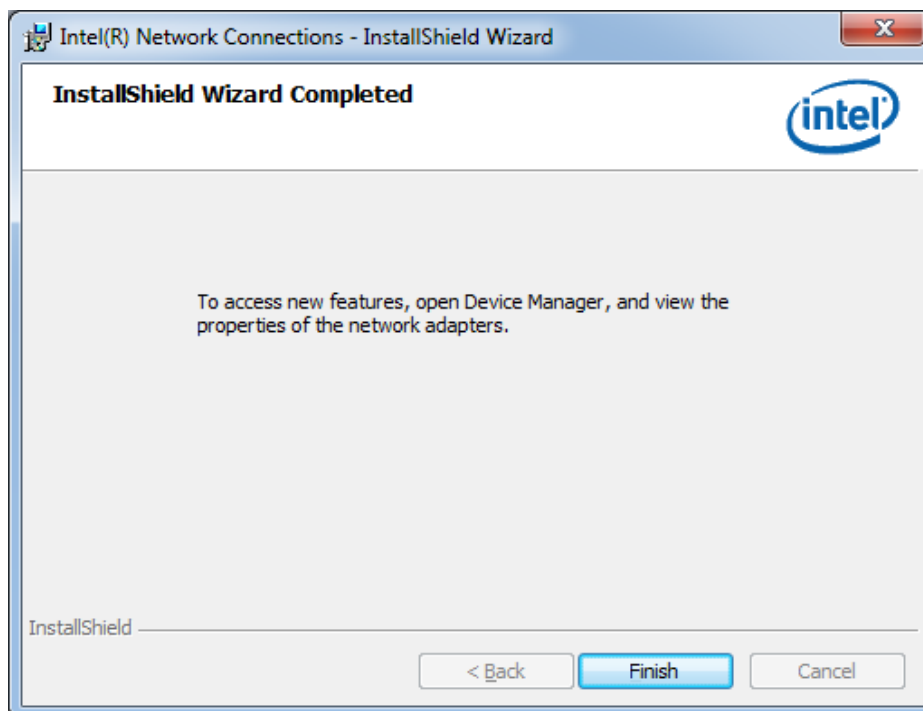 Intel(R) Network Connections - InstallShield Wizard
InstallShield Wizard Completed
intel
To access new features, open Device Manager, and view the
properties of the network adapters.
InstallShield
< Back
Finish
Cancel